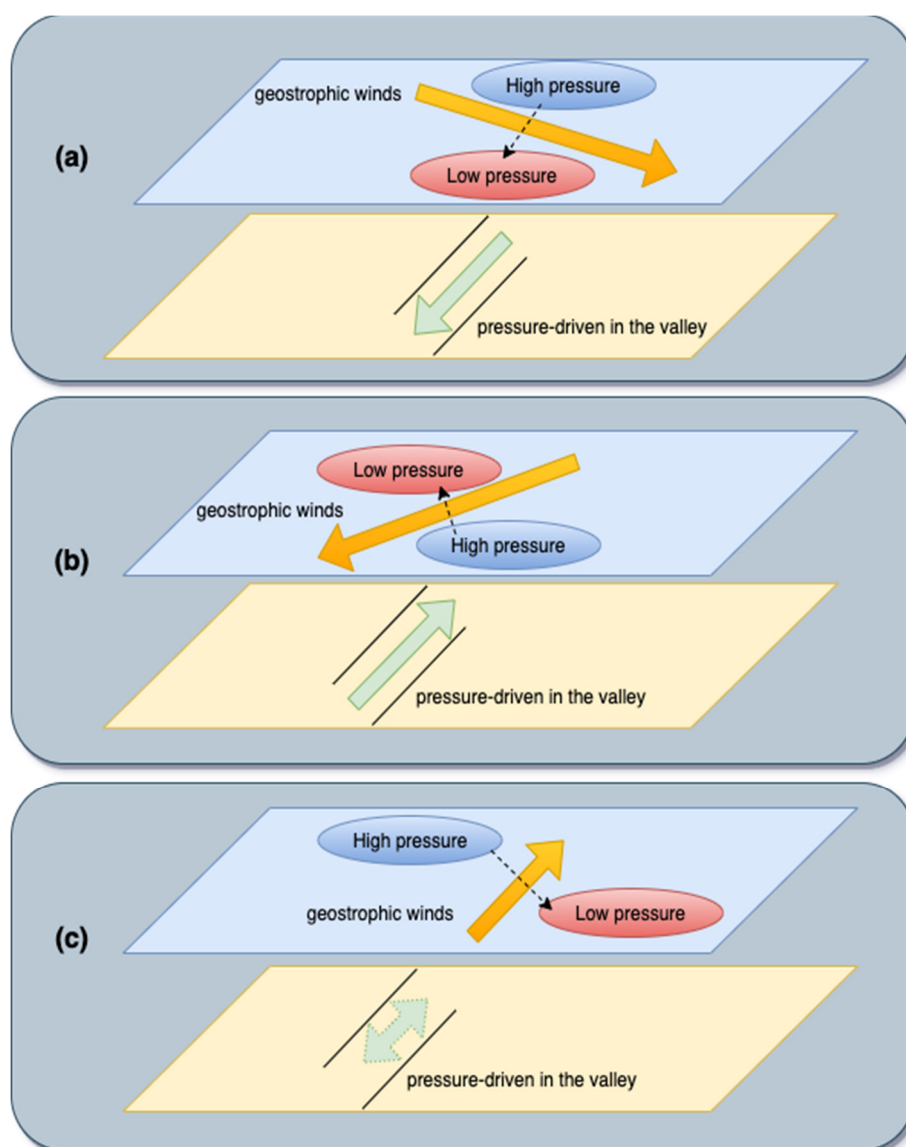 High pressure
geostrophic winds
(a)
Low pressure
pressure-driven in the valley
Low pressure
geostrophic winds
High pressure
(b)
pressure-driven in the valley
High pressure
geostrophic winds
Low pressure
(c)
pressure-driven in the valley